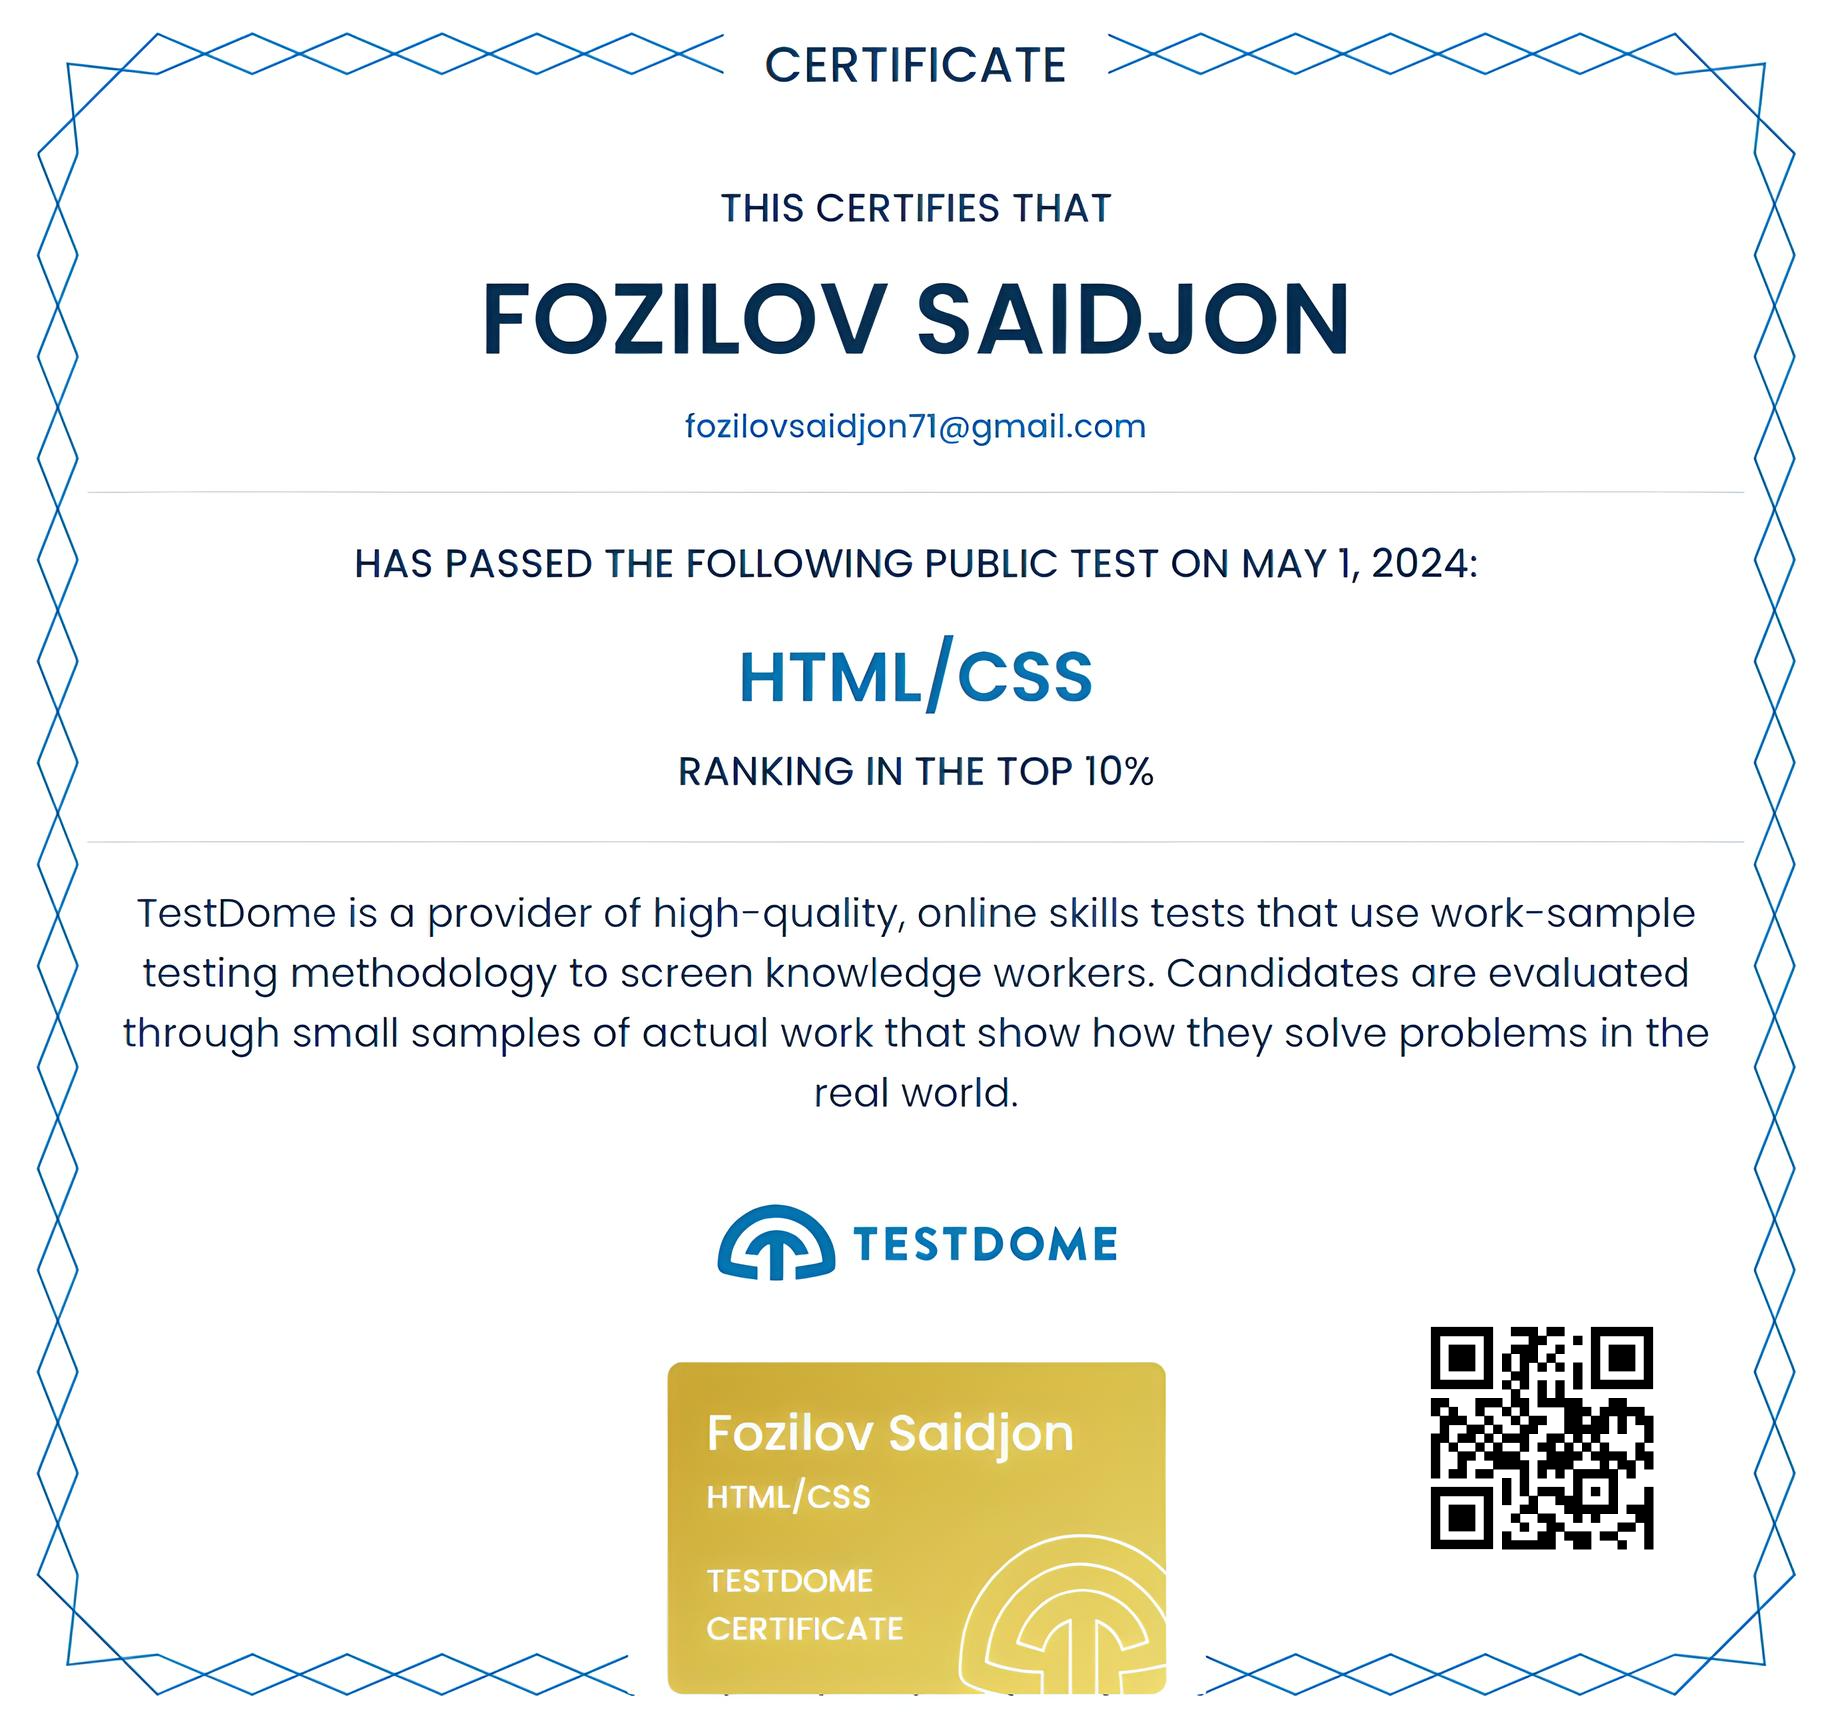 CERTIFICATE
THIS CERTIFIES THAT
FOZILOV SAIDJON
fozilovsaidjon71@gmail.com
HAS PASSED THE FOLLOWING PUBLIC TEST ON MAY 1, 2024:
HTML/CSS
RANKING IN THE TOP 10%
TestDome is a provider of high-quality, online skills tests that use work-sample
testing methodology to screen knowledge workers. Candidates are evaluated
through small samples of actual work that show how they solve problems in the
real world.
TESTDOME
Fozilov Saidjon
HTML/CSS
TESTDOME
CERTIFICATE